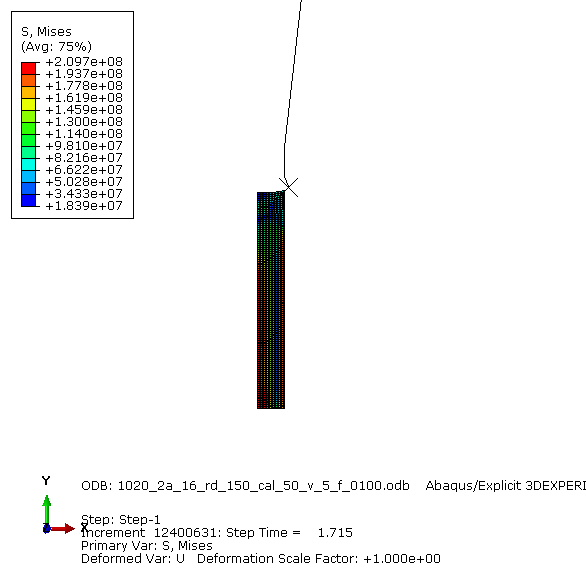 S, Mises
(Avg: 75%)
+2.097e+08
+1.937e+08
+1.778e+08
+1.619e+08
+1.459e+08
+1.300e+08
+1.140e+08
+9.810e+07
+8.216e+07
+6.622e+07
+5.028e+07
+3.433e+07
+1.839e+07
Y
X
ODB: 1020_2a_16_rd_150_cal_50_v_5_f_0100.odb Abaqus/Explicit 3DEXPERI
Step: Step-1
Increment 12400631: Step Time = 1.715
Primary Var: S, Mises
Deformed Var: U Deformation Scale Factor: +1.000e+00